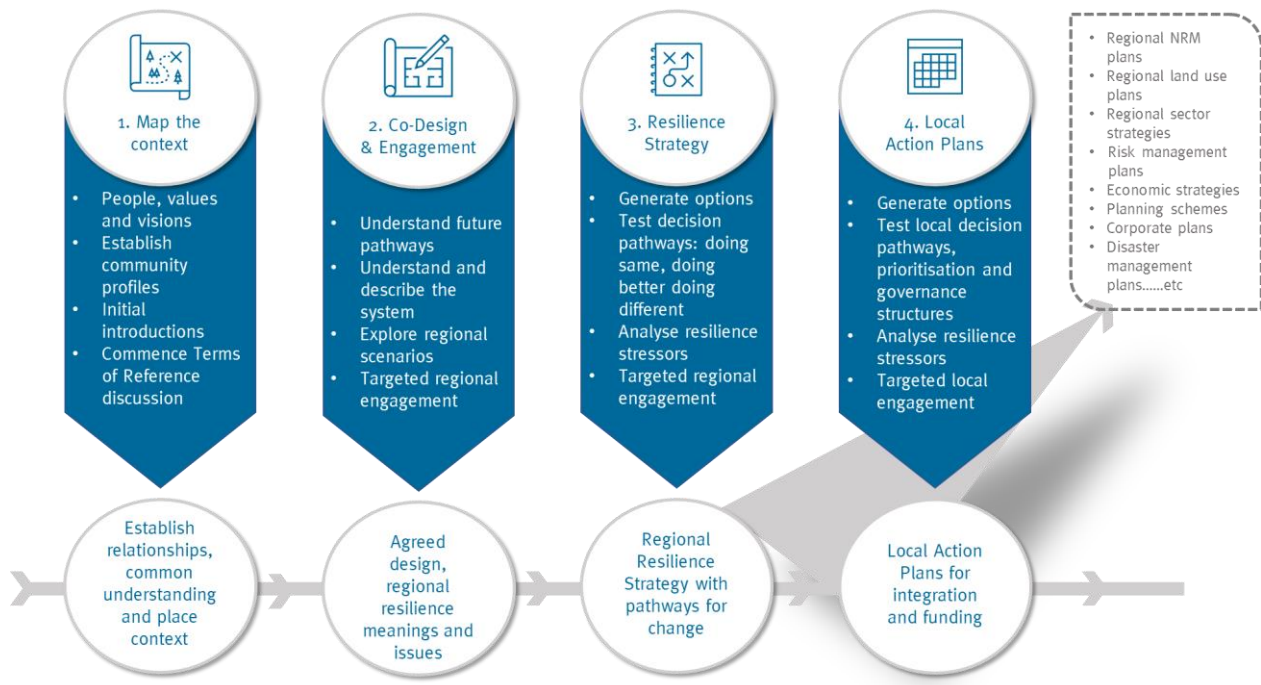 1. Map the
context
• People, values
and visions
• Establish
community
profiles
• Initial
introductions
• Commence Terms
of Reference
discussion
Establish
relationships,
common
understanding
and place
context
2. Co-Design
& Engagement
• Understand future
pathways
• Understand and
describe the
system
• Explore regional
scenarios
• Targeted regional
engagement
Agreed
design,
regional
resilience
meanings and
issues
3. Resilience
Strategy
• Generate options
• Test decision
pathways: doing
same, doing
better doing
different
• Analyse resilience
stressors
• Targeted regional
engagement
Regional
Resilience
Strategy with
pathways for
change
4. Local
Action Plans
• Generate options
• Test local decision
pathways,
prioritisation and
governance
structures
• Analyse resilience
stressors
• Targeted local
engagement
Local Action
Plans for
integration
and funding
• Regional NRM
plans
• Regional land use
plans
• Regional sector
strategies
• Risk management
plans
• Economic strategies
• Planning schemes
• Corporate plans
• Disaster
management
plans......etc